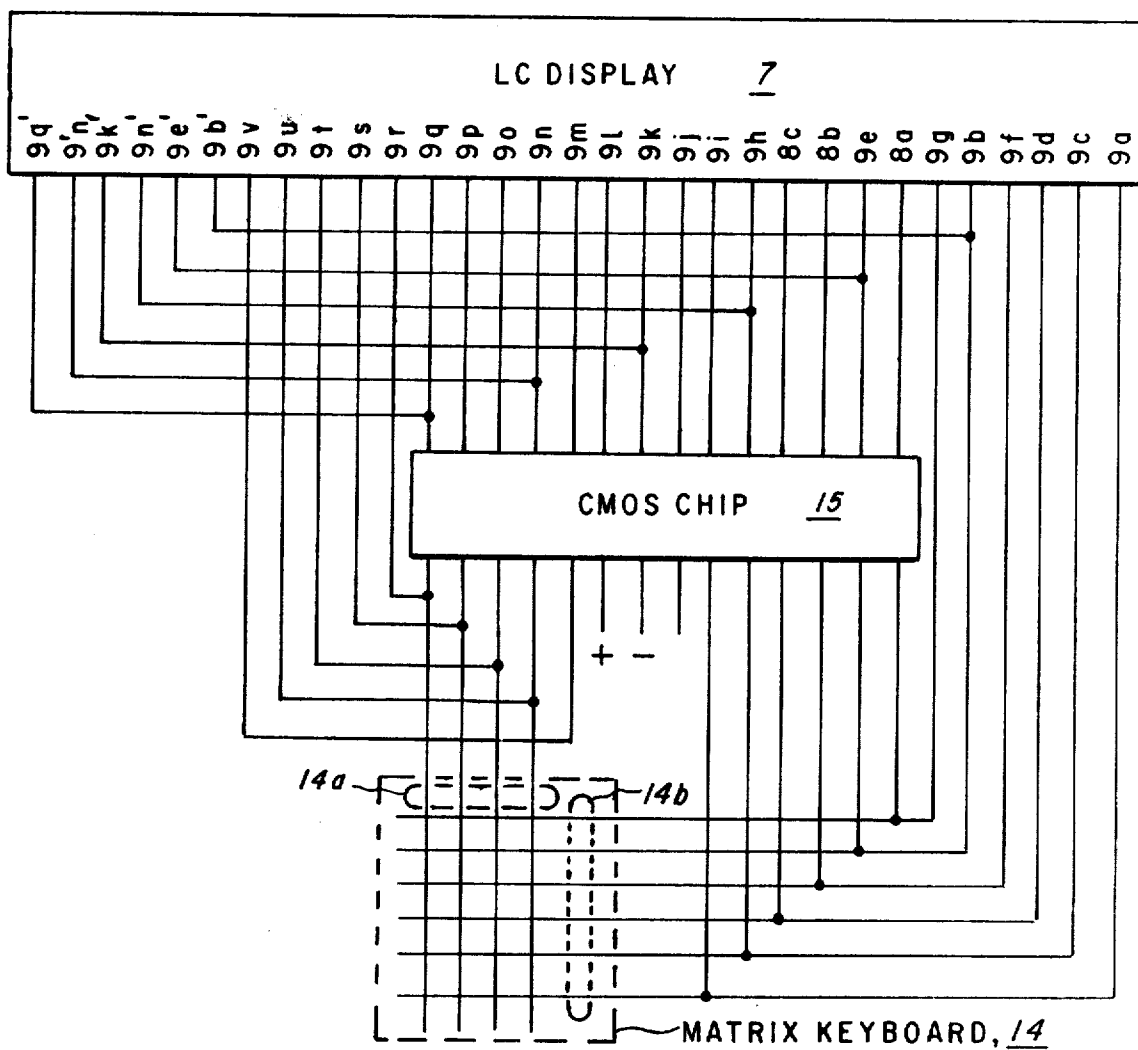 LC DISPLAY 7
9q' 9n' 9k' 9n' 9e' 9b' 9v 9u 9t 9s 9r 9q 9p 9o 9n 9m 9l 9k 9j 9i 9h 8c 8b 9e 8a 9g 9b 9f 9d 9c 9a
CMOS CHIP 15
+ −
14a 14b
MATRIX KEYBOARD, 14